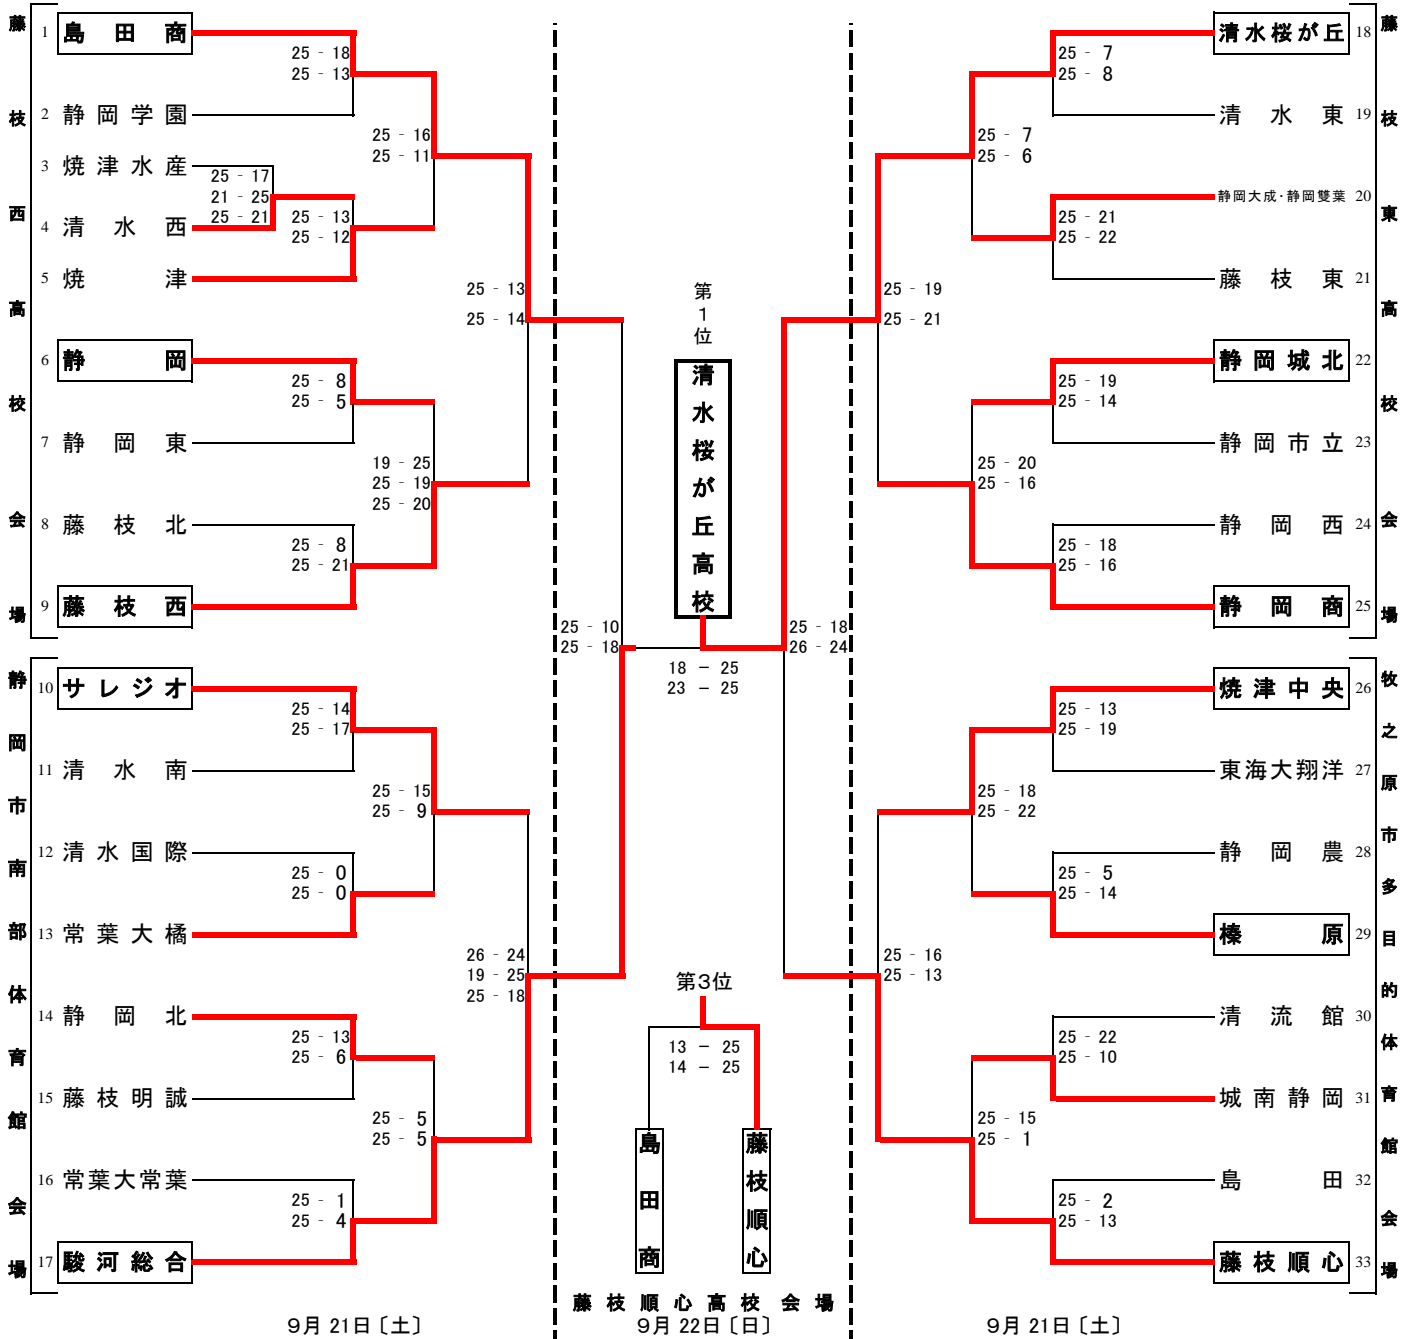 藤枝西高校会場
1 島田商
25 - 18
25 - 13
2 静岡学園
25 - 16
25 - 11
3 焼津水産
25 - 17
21 - 25
25 - 21
4 清水西
25 - 13
25 - 12
5 焼津
25 - 13
25 - 14
6 静岡
25 - 8
25 - 5
7 静岡東
19 - 25
25 - 19
25 - 20
8 藤枝北
25 - 8
25 - 21
9 藤枝西
静岡市南部体育館会場
10 サレジオ
25 - 14
25 - 17
11 清水南
25 - 15
25 - 9
12 清水国際
25 - 0
25 - 0
13 常葉大橘
26 - 24
19 - 25
25 - 18
14 静岡北
25 - 13
25 - 6
15 藤枝明誠
25 - 5
25 - 5
16 常葉大常葉
25 - 1
25 - 4
17 駿河総合
9月 21日〔土〕
第1位
清水桜が丘高校
25 - 10
25 - 18
18 － 25
23 － 25
25 - 18
26 - 24
第3位
13 － 25
14 － 25
島田商
藤枝順心
藤枝順心高校会場
9月 22日〔日〕
藤枝東高校会場
清水桜が丘 18
25 - 7
25 - 8
清水東 19
25 - 7
25 - 6
静岡大成・静岡雙葉 20
25 - 21
25 - 22
藤枝東 21
25 - 19
25 - 21
静岡城北 22
25 - 19
25 - 14
静岡市立 23
25 - 20
25 - 16
静岡西 24
25 - 18
25 - 16
静岡商 25
牧之原市多目的体育館会場
焼津中央 26
25 - 13
25 - 19
東海大翔洋 27
25 - 18
25 - 22
静岡農 28
25 - 5
25 - 14
榛原 29
25 - 16
25 - 13
清流館 30
25 - 22
25 - 10
城南静岡 31
25 - 15
25 - 1
島田 32
25 - 2
25 - 13
藤枝順心 33
9月 21日〔土〕